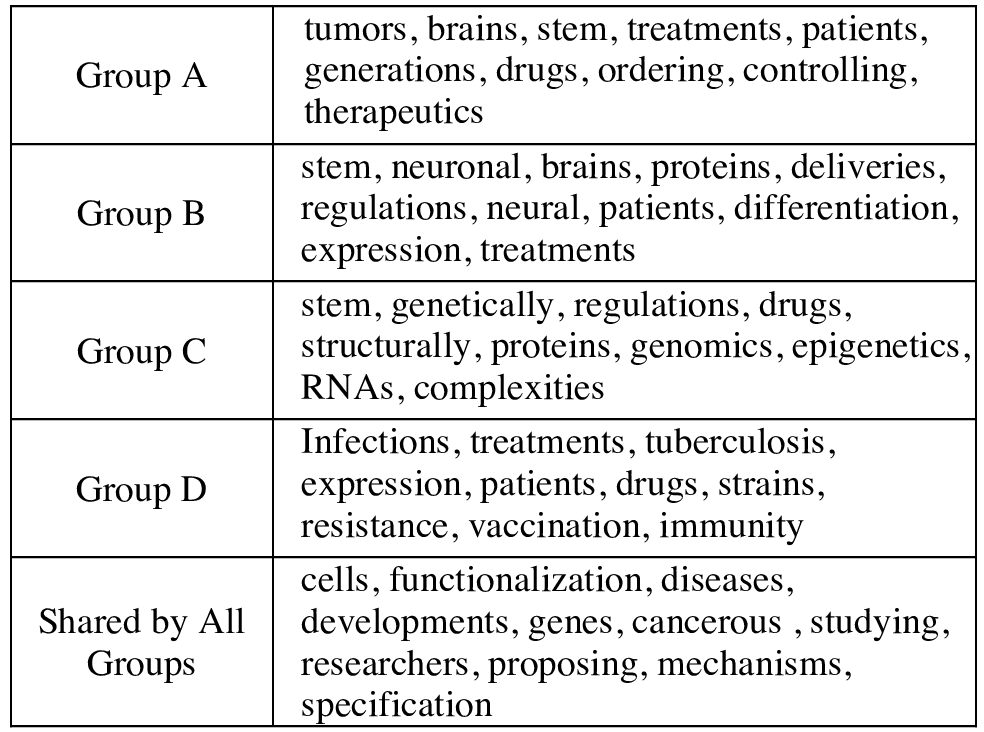 Group A
tumors, brains, stem, treatments, patients,
generations, drugs, ordering, controlling,
therapeutics
Group B
stem, neuronal, brains, proteins, deliveries,
regulations, neural, patients, differentiation,
expression, treatments
Group C
stem, genetically, regulations, drugs,
structurally, proteins, genomics, epigenetics,
RNAs, complexities
Group D
Infections, treatments, tuberculosis,
expression, patients, drugs, strains,
resistance, vaccination, immunity
Shared by All
Groups
cells, functionalization, diseases,
developments, genes, cancerous , studying,
researchers, proposing, mechanisms,
specification